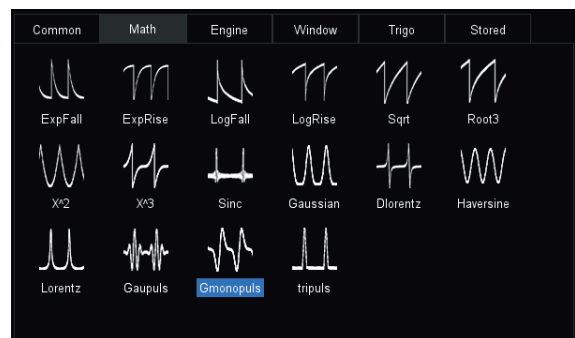 Common Math Engine Window Trigo Stored
ExpFall ExpRise LogFall LogRise Sqrt Root3
X^2 X^3 Sinc Gaussian Dlorentz Haversine
Lorentz Gaupuls Gmonopuls tripuls